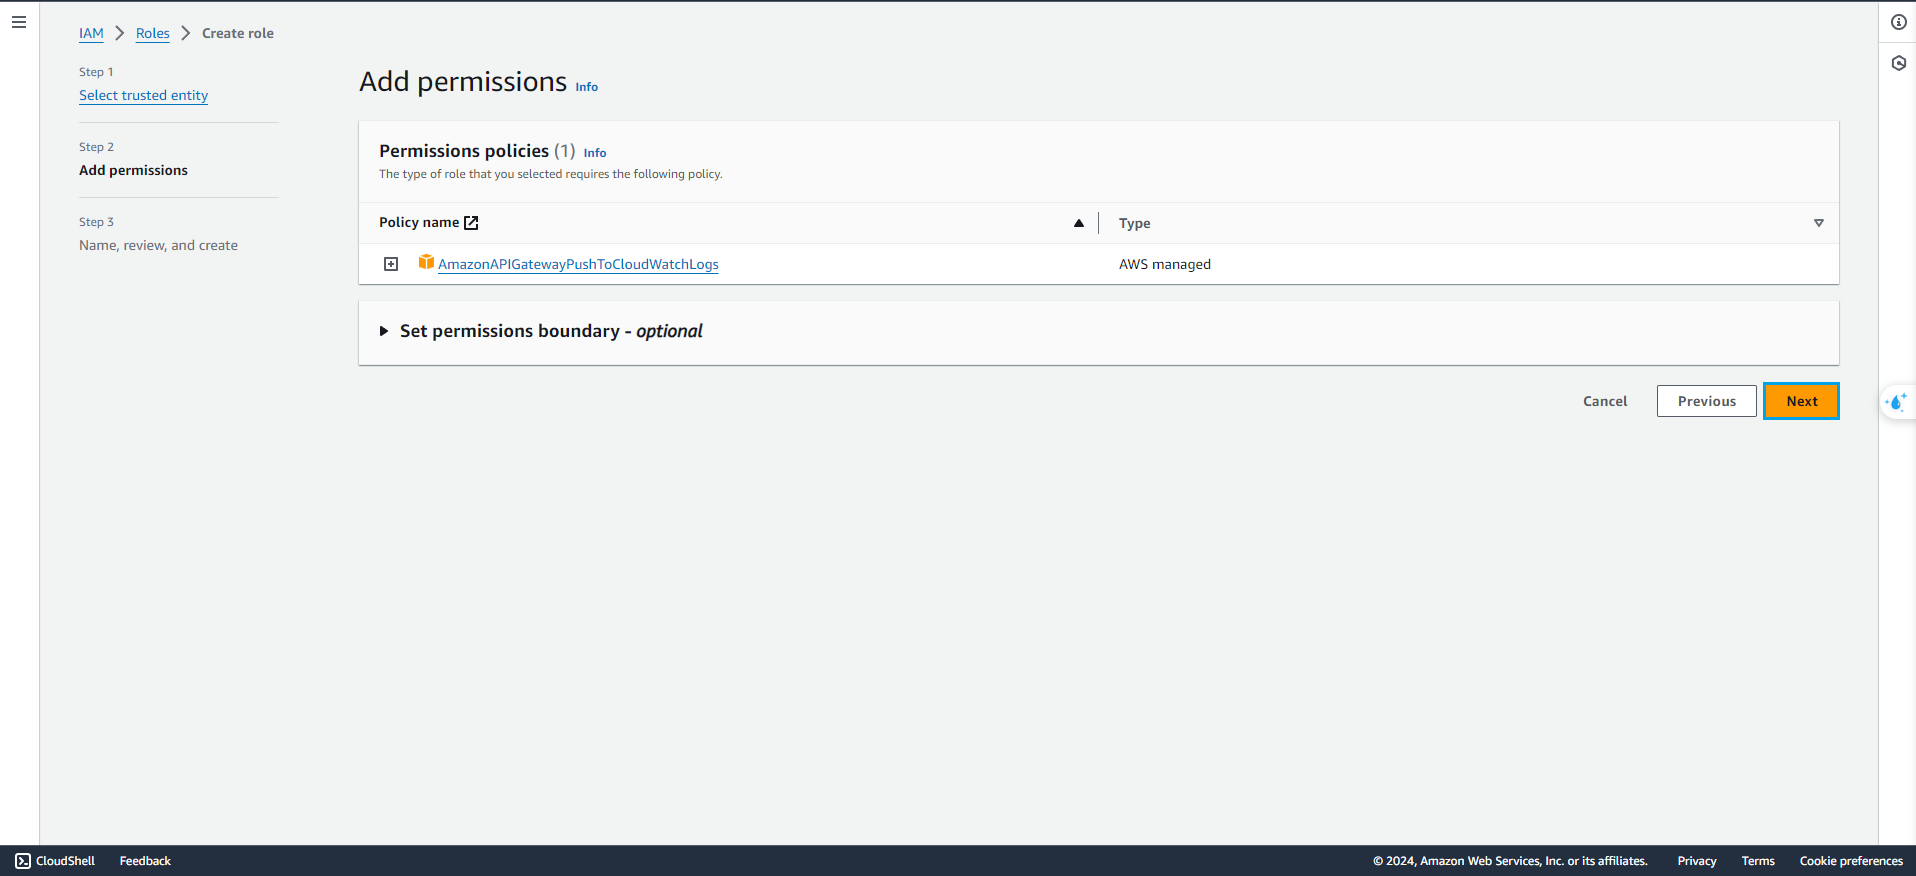 IAM > Roles > Create role
Step 1
Select trusted entity
Step 2
Add permissions
Step 3
Name, review, and create
Add permissions Info
Permissions policies (1) Info
The type of role that you selected requires the following policy.
Policy name Type
AmazonAPIGatewayPushToCloudWatchLogs AWS managed
Set permissions boundary - optional
Cancel Previous Next
CloudShell Feedback © 2024, Amazon Web Services, Inc. or its affiliates. Privacy Terms Cookie preferences